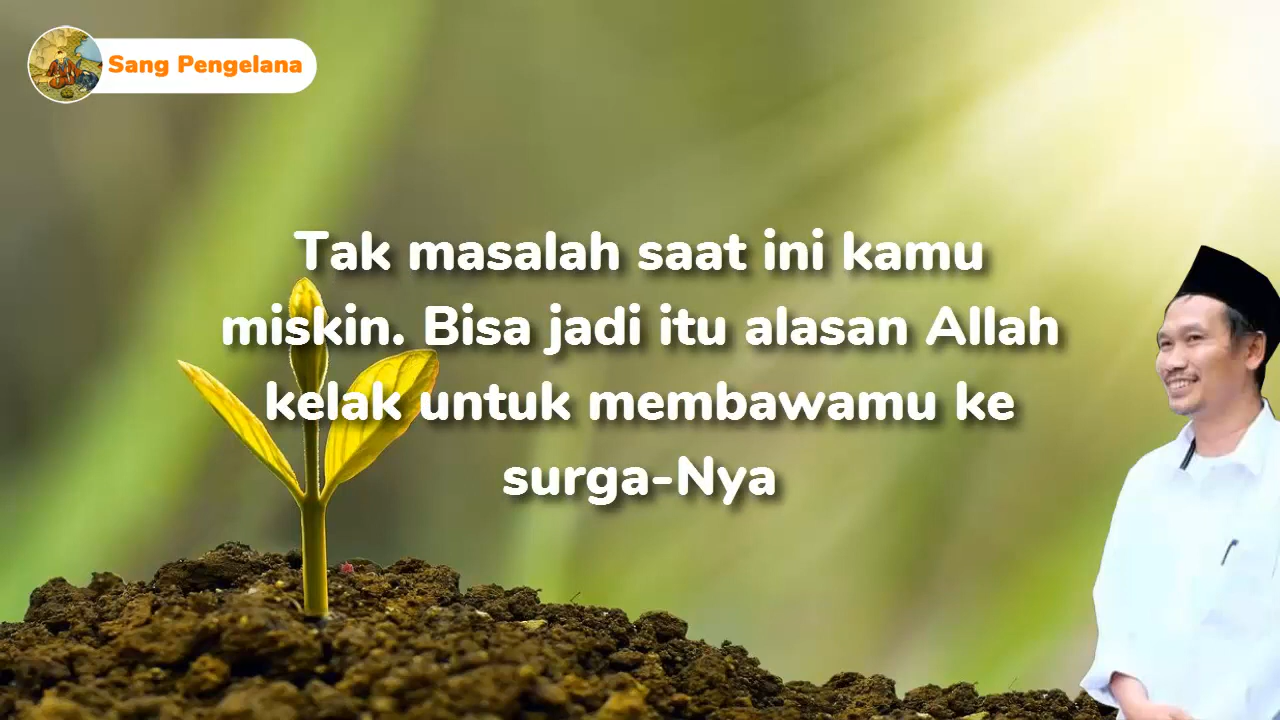 Sang Pengelana
Tak masalah saat ini kamu
miskin. Bisa jadi itu alasan Allah
kelak untuk membawamu ke
surga-Nya